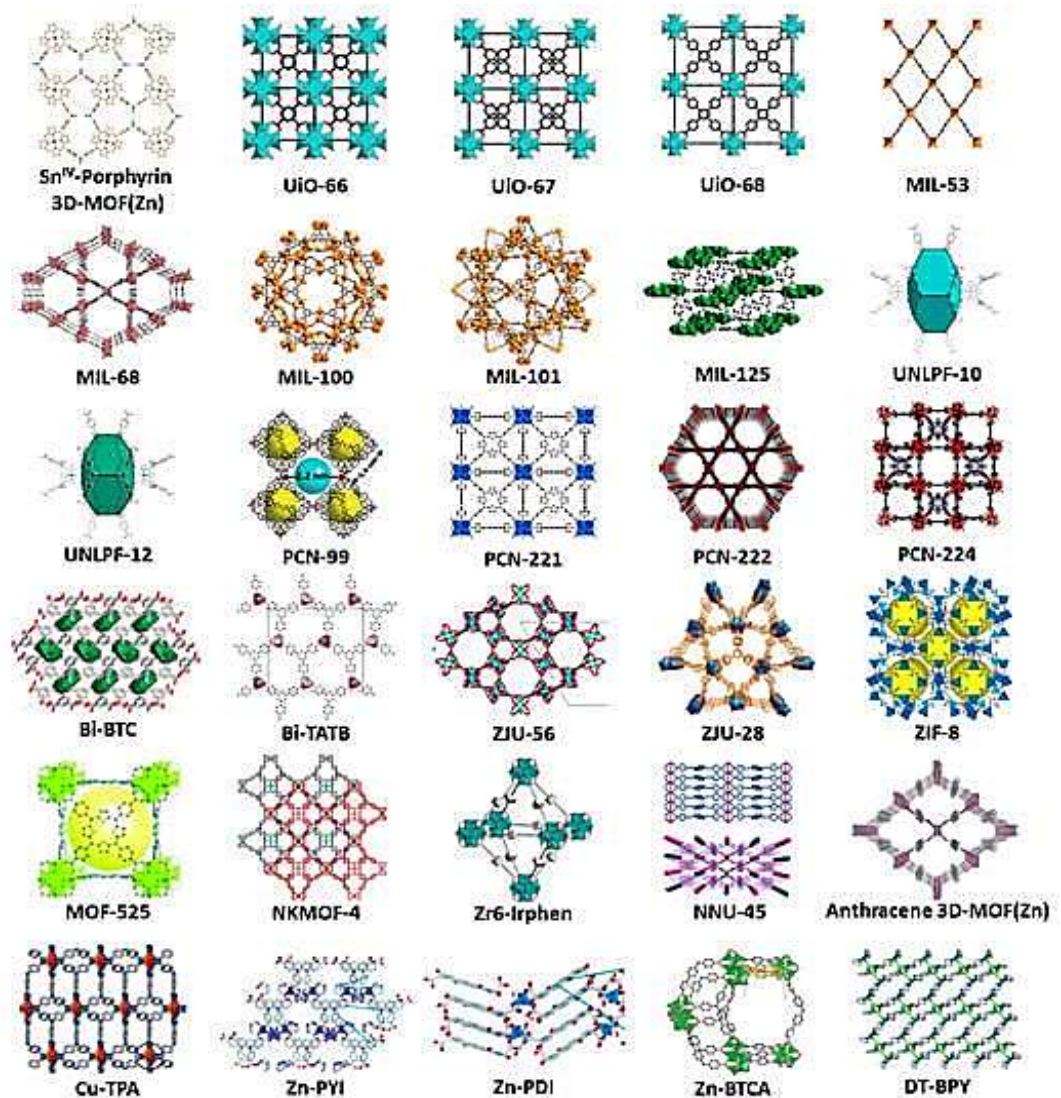 Snᴵⱽ-Porphyrin
3D-MOF(Zn)
UiO-66
UiO-67
UiO-68
MIL-53
MIL-68
MIL-100
MIL-101
MIL-125
UNLPF-10
UNLPF-12
PCN-99
PCN-221
PCN-222
PCN-224
Bi-BTC
Bi-TATB
ZJU-56
ZJU-28
ZIF-8
MOF-525
NKMOF-4
Zr6-Irphen
NNU-45
Anthracene 3D-MOF(Zn)
Cu-TPA
Zn-PYI
Zn-PDI
Zn-BTCA
DT-BPY